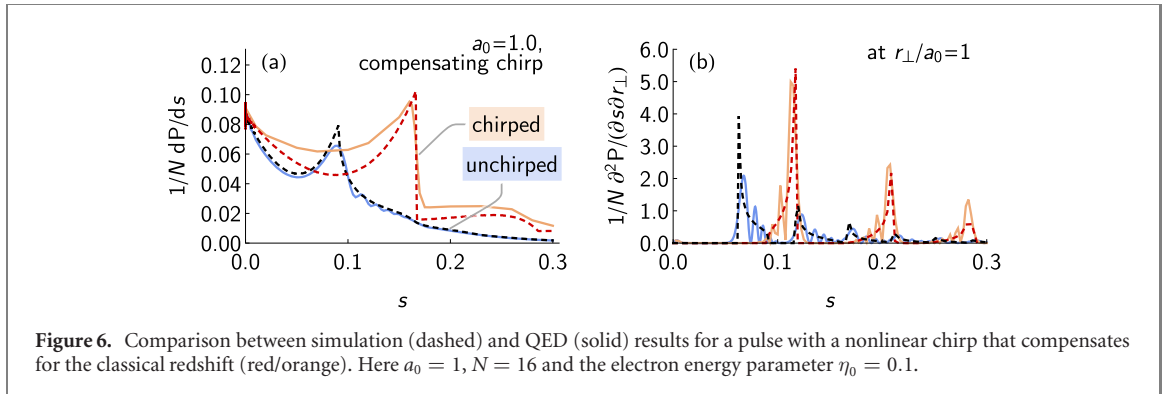 a₀=1.0,
compensating chirp
(a)
chirped
unchirped
1/N dP/ds
0.12
0.10
0.08
0.06
0.04
0.02
0.00
0.0 0.1 0.2 0.3
s
at r⊥/a₀=1
(b)
1/N ∂²P/(∂s∂r⊥)
6.0
5.0
4.0
3.0
2.0
1.0
0.0
0.0 0.1 0.2 0.3
s
Figure 6. Comparison between simulation (dashed) and QED (solid) results for a pulse with a nonlinear chirp that compensates
for the classical redshift (red/orange). Here a₀ = 1, N = 16 and the electron energy parameter η₀ = 0.1.